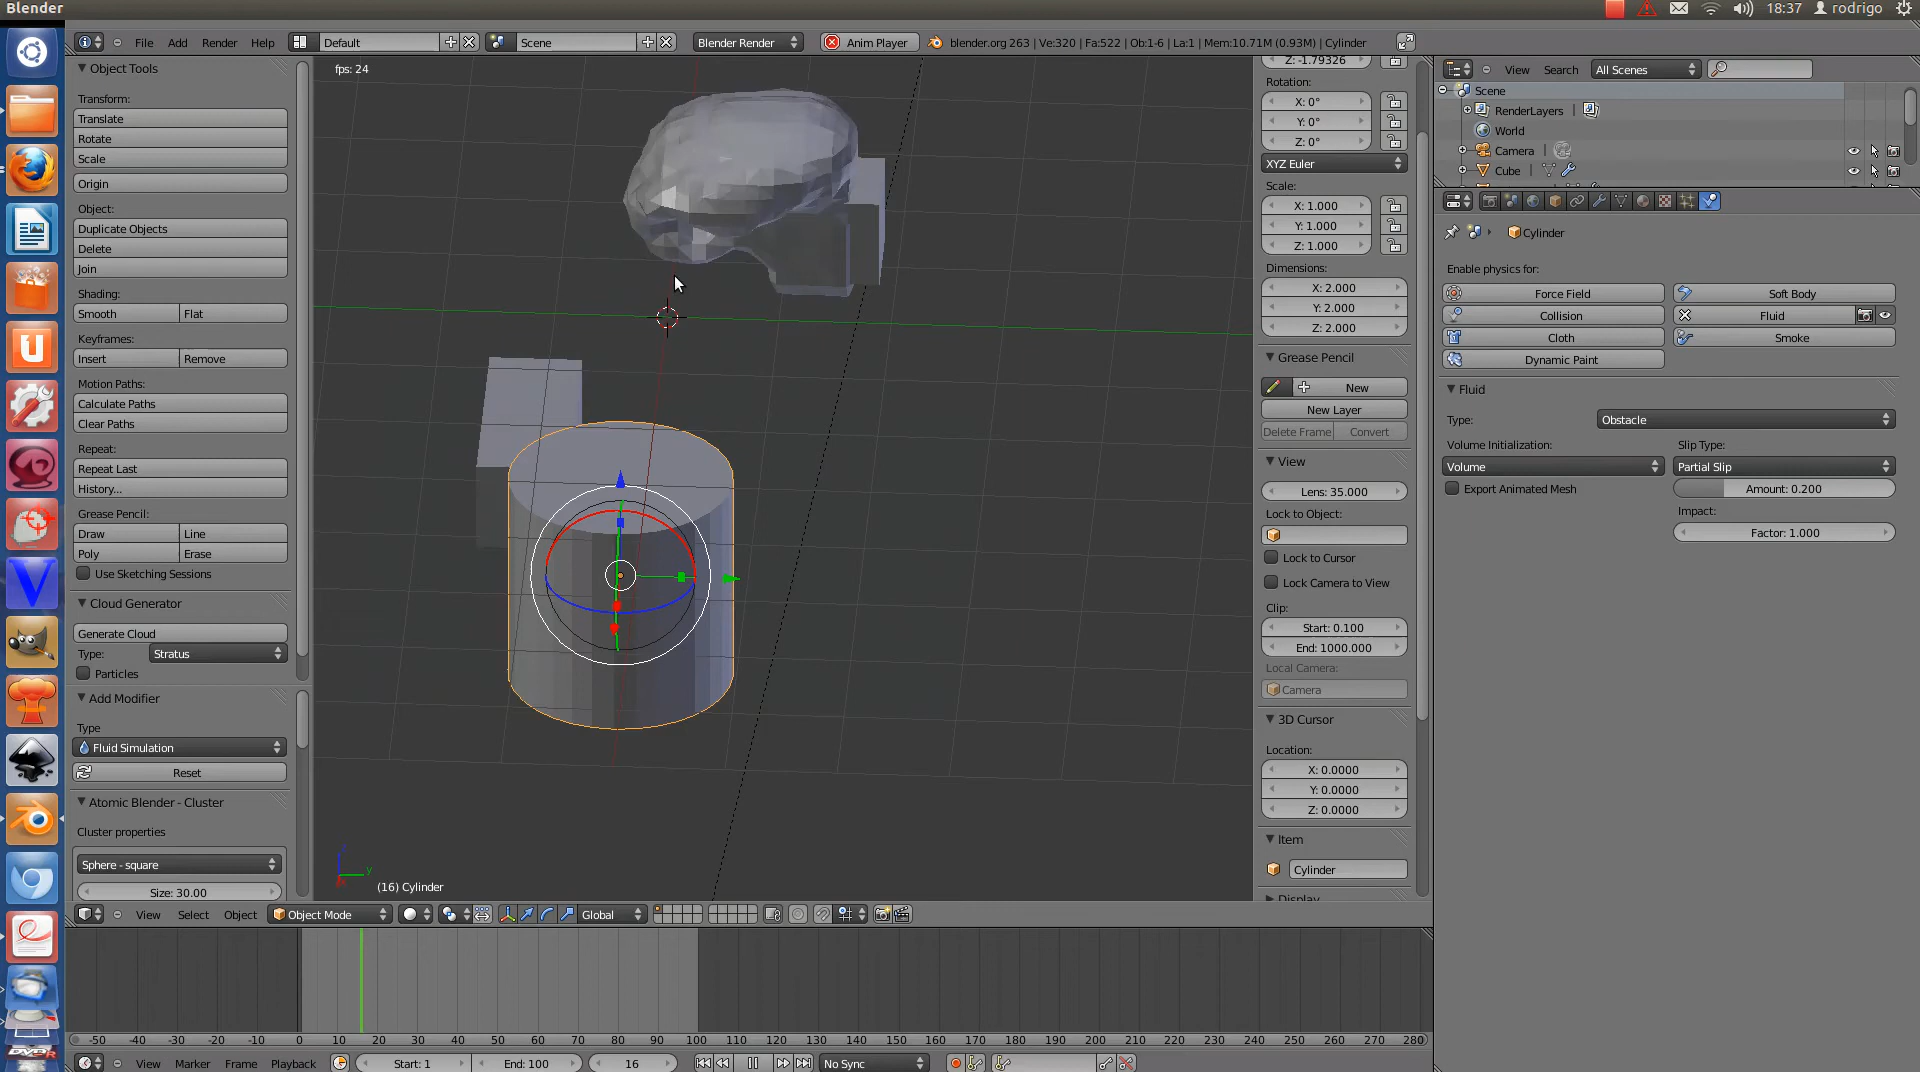 Blender
18:37 rodrigo
File Add Render Help Default Scene Blender Render Anim Player blender.org 263 | Ve:320 | Fa:522 | Ob:1-6 | La:1 | Mem:10.71M (0.93M) | Cylinder
Object Tools
Transform:
Translate
Rotate
Scale
Origin
Object:
Duplicate Objects
Delete
Join
Shading:
Smooth Flat
Keyframes:
Insert Remove
Motion Paths:
Calculate Paths
Clear Paths
Repeat:
Repeat Last
History...
Grease Pencil:
Draw Line
Poly Erase
Use Sketching Sessions
Cloud Generator
Generate Cloud
Type: Stratus
Particles
Add Modifier
Type
Fluid Simulation
Reset
Atomic Blender - Cluster
Cluster properties
Sphere - square
Size: 30.00
fps: 24
(16) Cylinder
Z: -1.79326
Rotation:
X: 0°
Y: 0°
Z: 0°
XYZ Euler
Scale:
X: 1.000
Y: 1.000
Z: 1.000
Dimensions:
X: 2.000
Y: 2.000
Z: 2.000
Grease Pencil
New
New Layer
Delete Frame Convert
View
Lens: 35.000
Lock to Object:
Lock to Cursor
Lock Camera to View
Clip:
Start: 0.100
End: 1000.000
Local Camera:
Camera
3D Cursor
Location:
X: 0.0000
Y: 0.0000
Z: 0.0000
Item
Cylinder
Display
View Search All Scenes
Scene
RenderLayers
World
Camera
Cube
Cylinder
Enable physics for:
Force Field Soft Body
Collision Fluid
Cloth Smoke
Dynamic Paint
Fluid
Type: Obstacle
Volume Initialization: Slip Type:
Volume Partial Slip
Export Animated Mesh Amount: 0.200
Impact:
Factor: 1.000
View Select Object Object Mode Global
-50 -40 -30 -20 -10 0 10 20 30 40 50 60 70 80 90 100 110 120 130 140 150 160 170 180 190 200 210 220 230 240 250 260 270 280
View Marker Frame Playback Start: 1 End: 100 16 No Sync